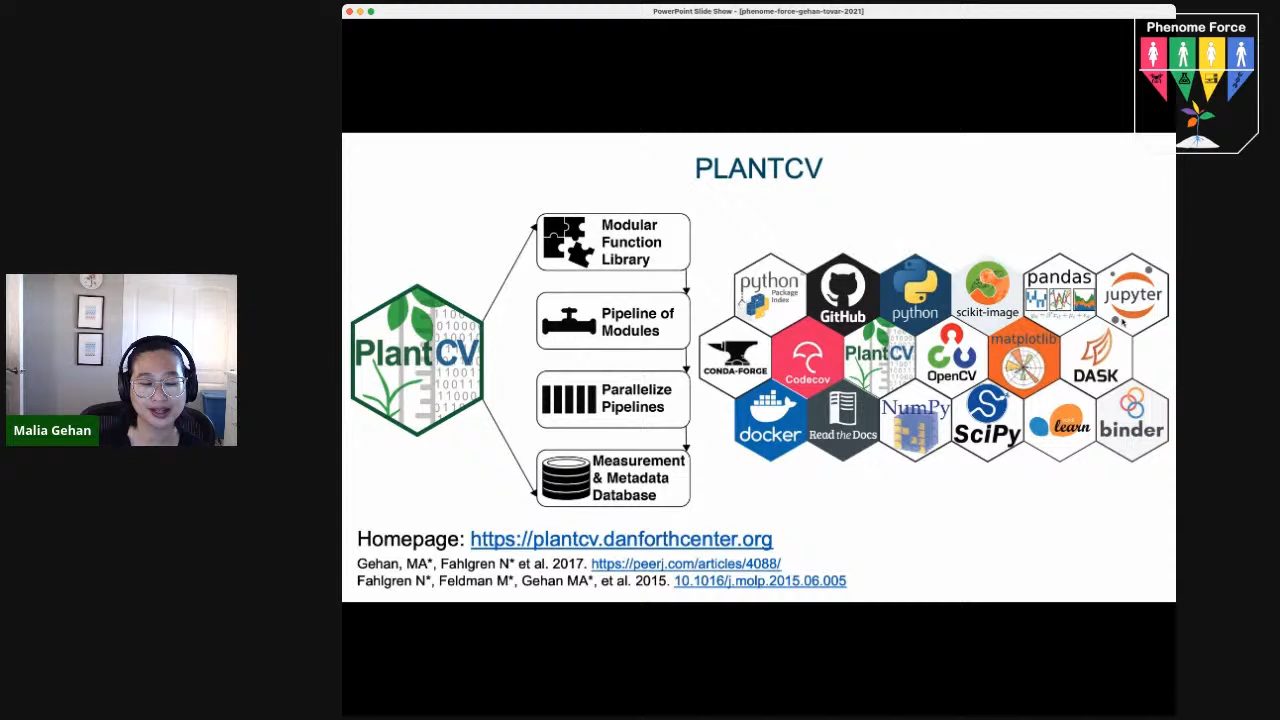 PowerPoint Slide Show - [phenome-force-gehan-tovar-2021]
Phenome Force
PLANTCV
PlantCV
Modular
Function
Library
Pipeline of
Modules
Parallelize
Pipelines
Measurement
& Metadata
Database
python
Package
Index
GitHub
python
scikit-image
pandas
jupyter
CONDA-FORGE
Codecov
PlantCV
OpenCV
matplotlib
DASK
docker
Read the Docs
NumPy
SciPy
learn
binder
Malia Gehan
Homepage: https://plantcv.danforthcenter.org
Gehan, MA*, Fahlgren N* et al. 2017. https://peerj.com/articles/4088/
Fahlgren N*, Feldman M*, Gehan MA*, et al. 2015. 10.1016/j.molp.2015.06.005